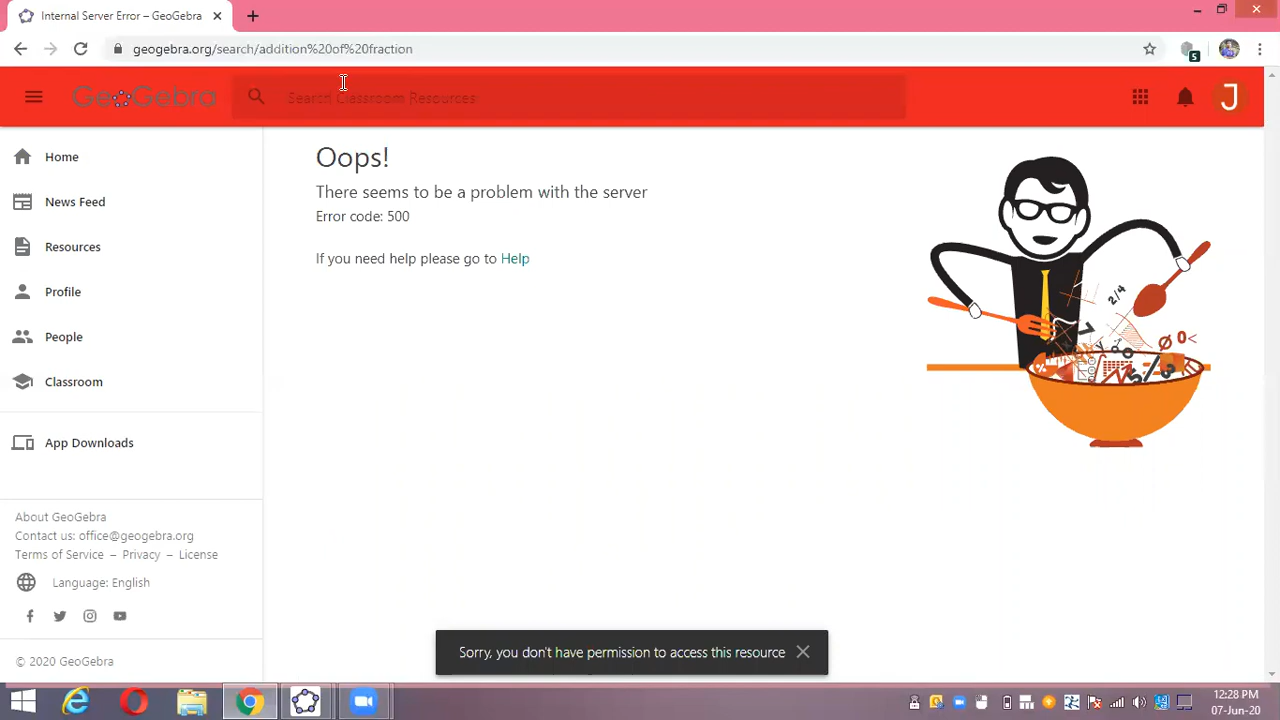 Internal Server Error – GeoGebra
geogebra.org/search/addition%20of%20fraction
GeoGebra
Search Classroom Resources
J
Home
News Feed
Resources
Profile
People
Classroom
App Downloads
About GeoGebra
Contact us: office@geogebra.org
Terms of Service – Privacy – License
Language: English
© 2020 GeoGebra
Oops!
There seems to be a problem with the server
Error code: 500
If you need help please go to Help
2/4
Sorry, you don't have permission to access this resource
12:28 PM
07-Jun-20